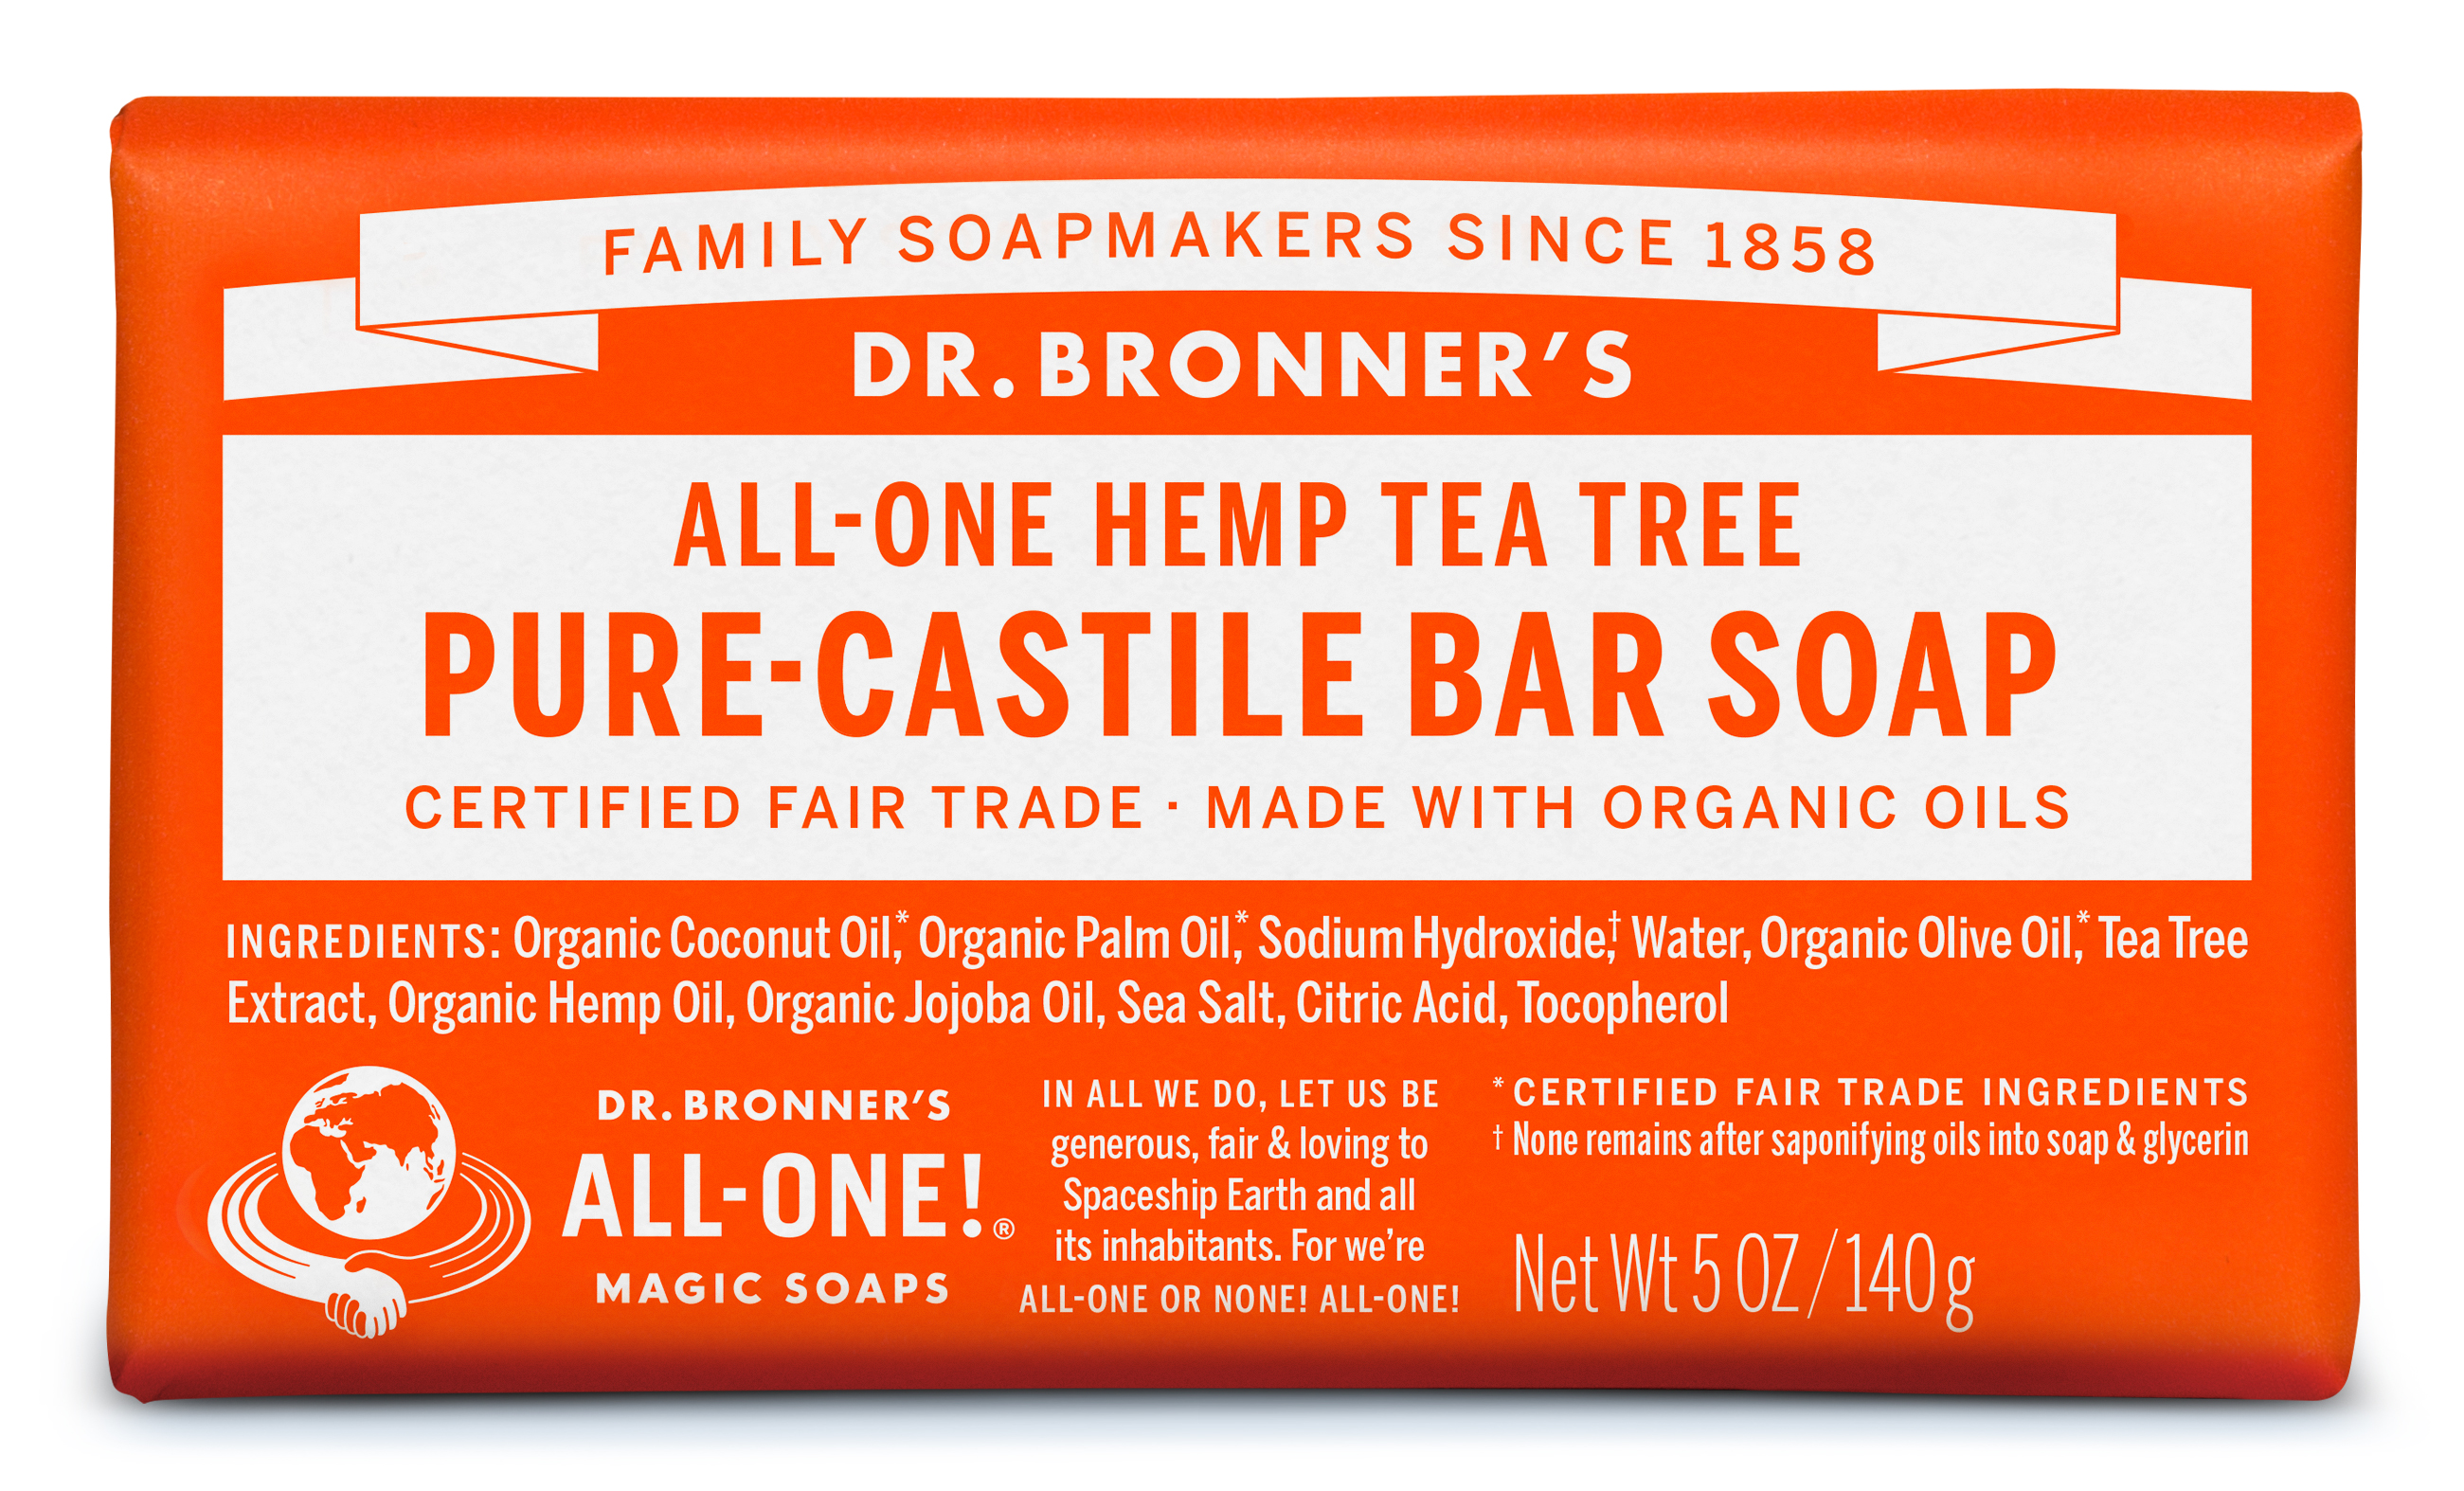 FAMILY SOAPMAKERS SINCE 1858
DR. BRONNER'S
ALL-ONE HEMP TEA TREE
PURE-CASTILE BAR SOAP
CERTIFIED FAIR TRADE · MADE WITH ORGANIC OILS
INGREDIENTS: Organic Coconut Oil,* Organic Palm Oil,* Sodium Hydroxide,† Water, Organic Olive Oil,* Tea Tree
Extract, Organic Hemp Oil, Organic Jojoba Oil, Sea Salt, Citric Acid, Tocopherol
DR. BRONNER'S
ALL-ONE!®
MAGIC SOAPS
IN ALL WE DO, LET US BE
generous, fair & loving to
Spaceship Earth and all
its inhabitants. For we're
ALL-ONE OR NONE! ALL-ONE!
* CERTIFIED FAIR TRADE INGREDIENTS
† None remains after saponifying oils into soap & glycerin
Net Wt 5 OZ/140g